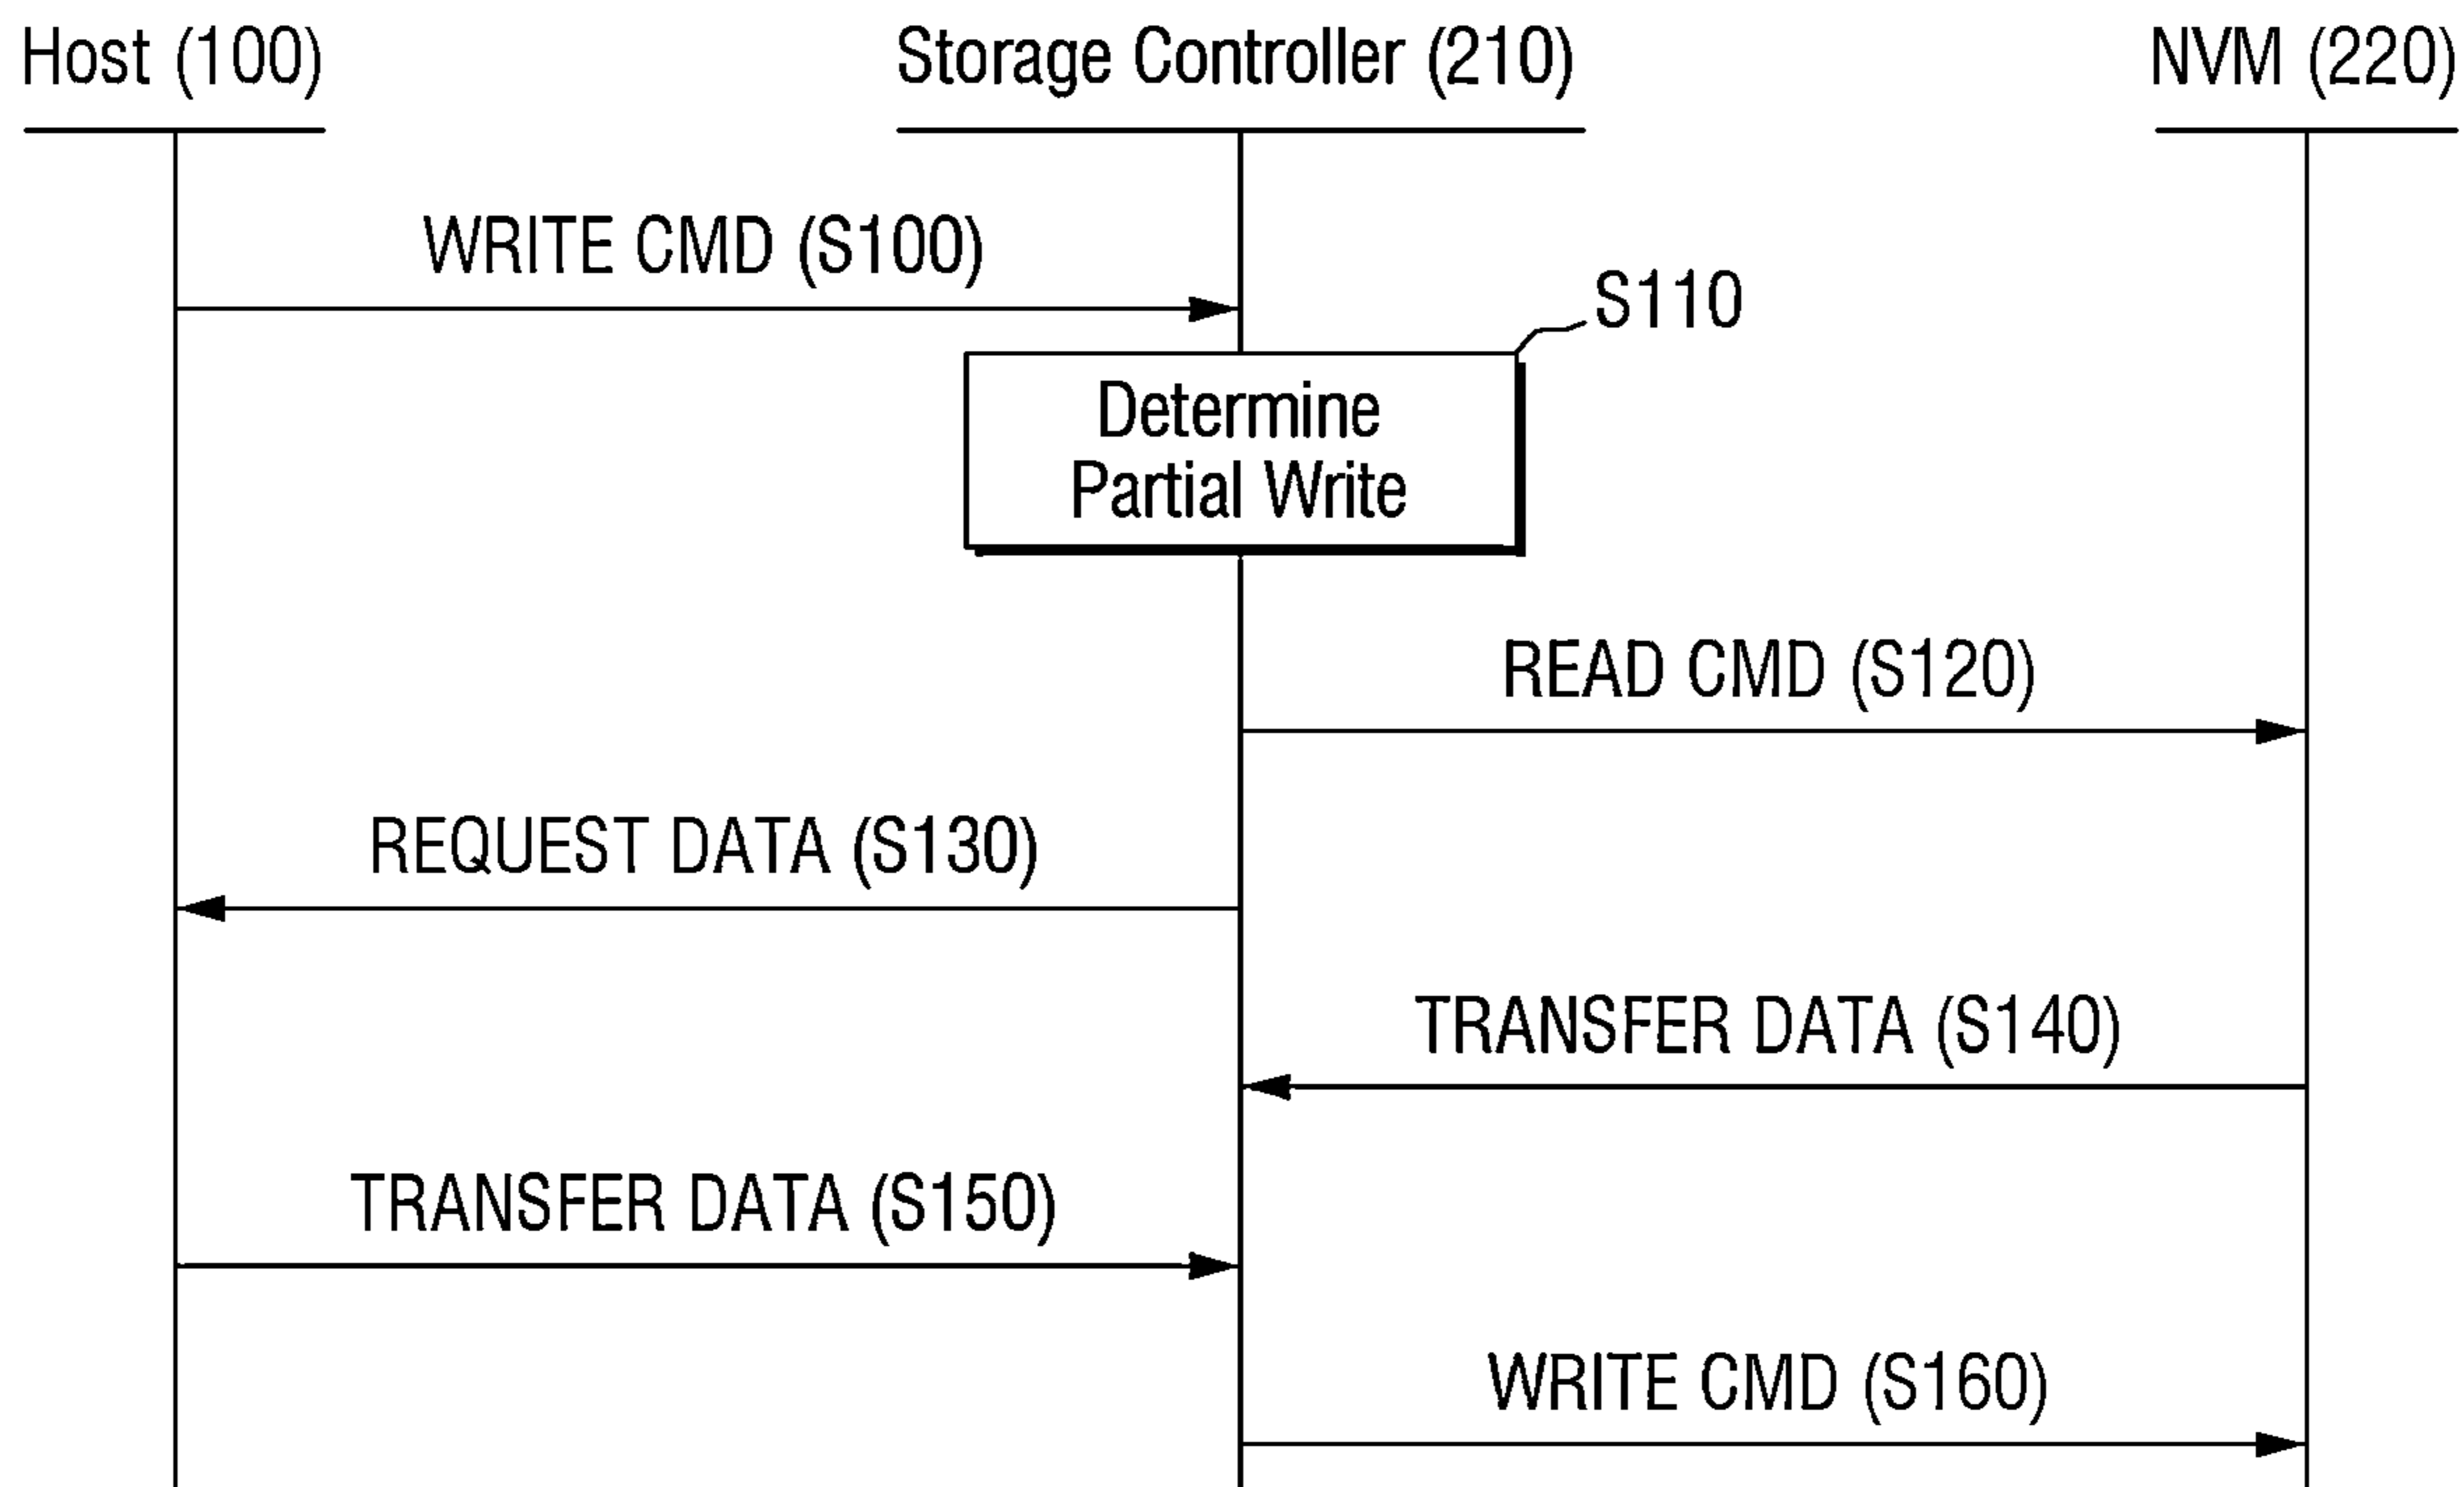 Host (100)
Storage Controller (210)
NVM (220)
WRITE CMD (S100)
S110
Determine
Partial Write
READ CMD (S120)
REQUEST DATA (S130)
TRANSFER DATA (S140)
TRANSFER DATA (S150)
WRITE CMD (S160)